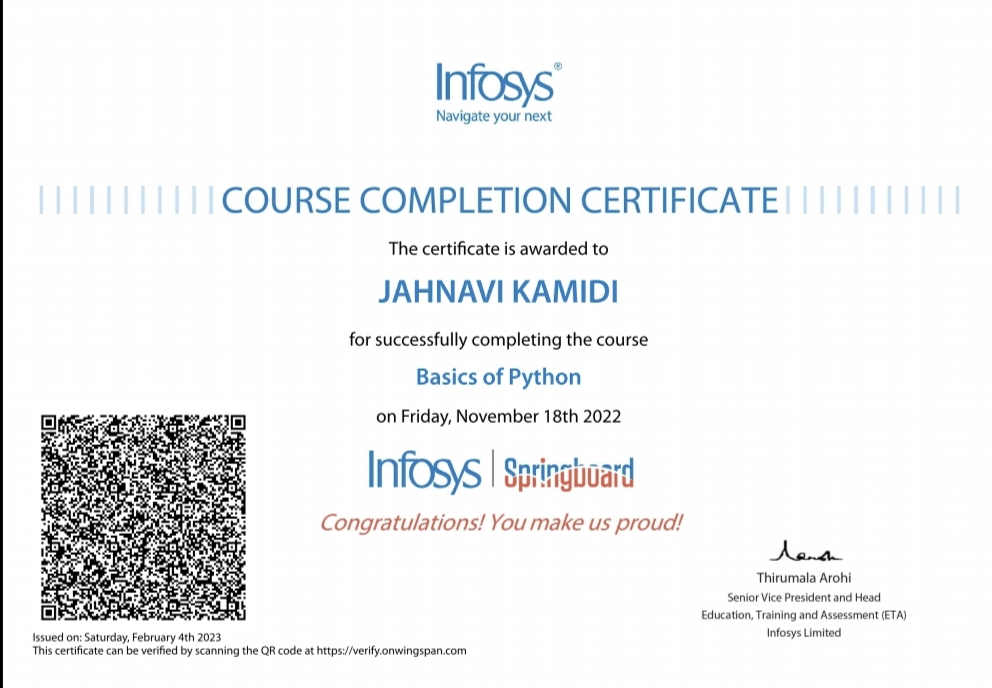 Infosys®
Navigate your next
COURSE COMPLETION CERTIFICATE
The certificate is awarded to
JAHNAVI KAMIDI
for successfully completing the course
Basics of Python
on Friday, November 18th 2022
Infosys | Springboard
Congratulations! You make us proud!
Thirumala Arohi
Senior Vice President and Head
Education, Training and Assessment (ETA)
Infosys Limited
Issued on: Saturday, February 4th 2023
This certificate can be verified by scanning the QR code at https://verify.onwingspan.com